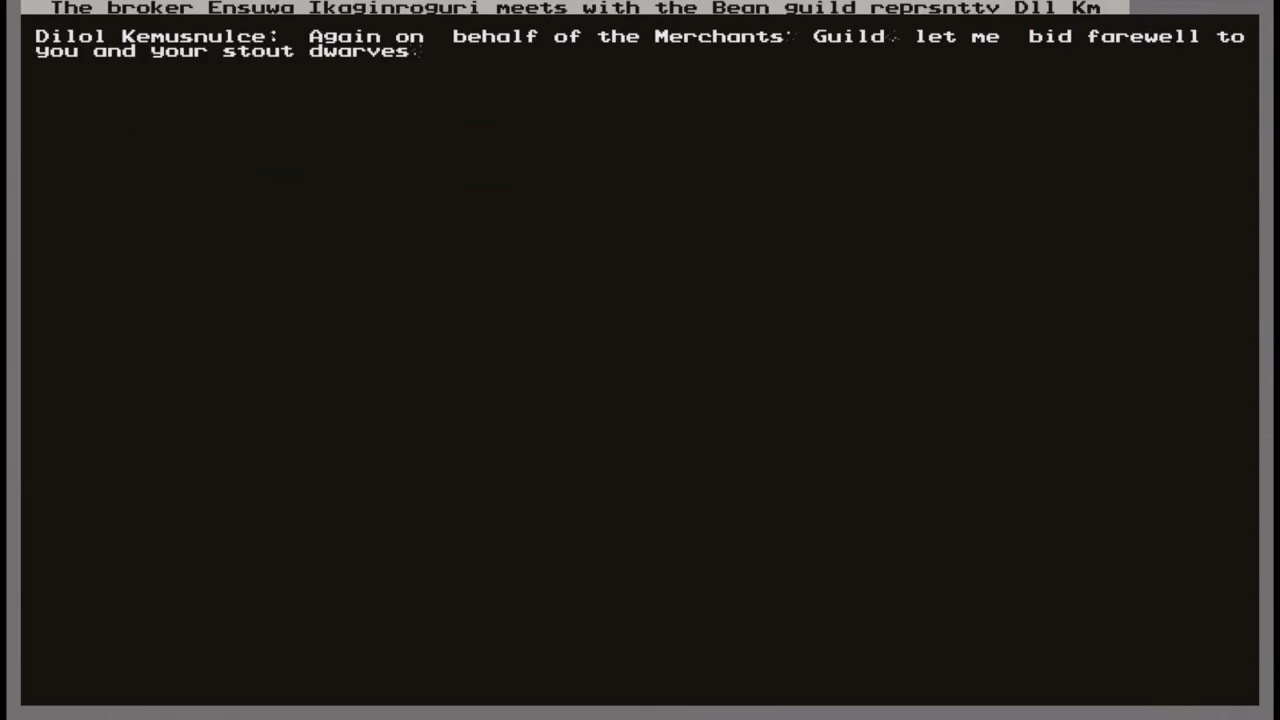 The broker Ensuwa Ikaginroguri meets with the Bean guild reprsnttv Dll Km
Dilol Kemusnulce: Again on behalf of the Merchants' Guild, let me bid farewell to
you and your stout dwarves.